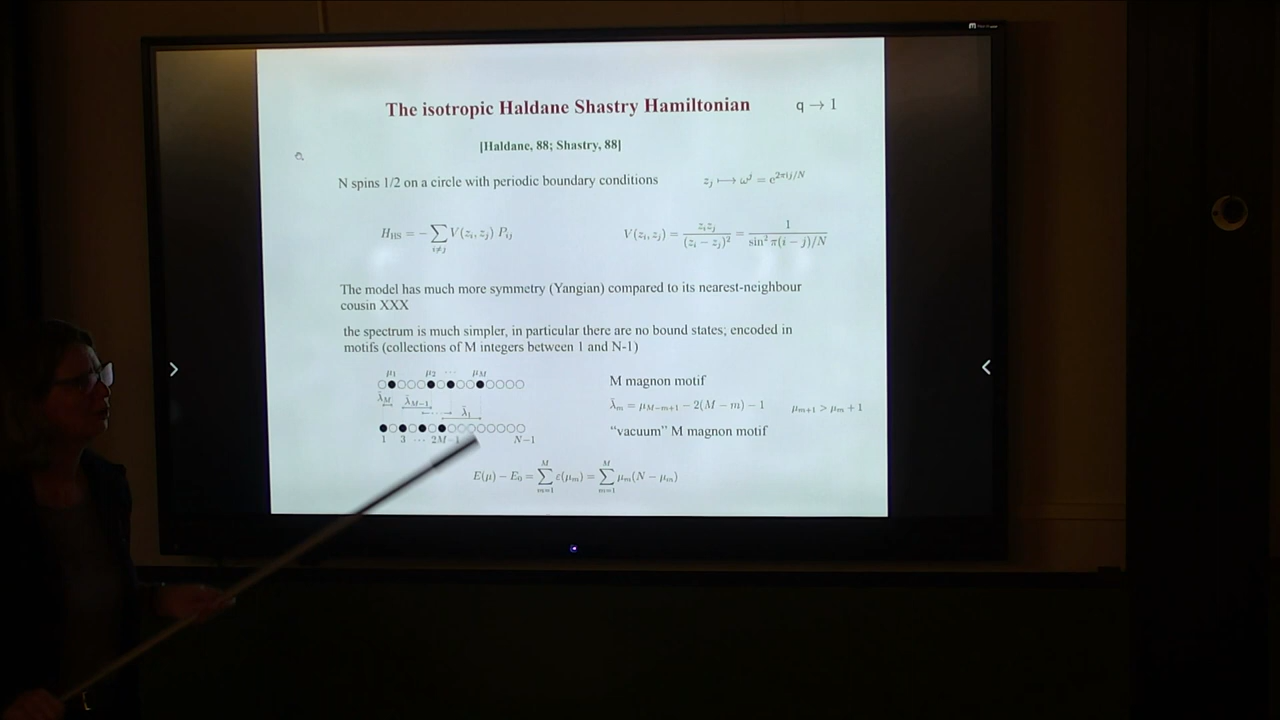 The isotropic Haldane Shastry Hamiltonian q → 1
[Haldane, 88; Shastry, 88]
N spins 1/2 on a circle with periodic boundary conditions z_j ⟼ ω^j = e^{2πij/N}
H_HS = − ∑_{i≠j} V(z_i, z_j) P_ij V(z_i, z_j) = z_i z_j / (z_i − z_j)^2 = 1 / sin^2 π(i − j)/N
The model has much more symmetry (Yangian) compared to its nearest-neighbour
cousin XXX
the spectrum is much simpler, in particular there are no bound states; encoded in
motifs (collections of M integers between 1 and N-1)
μ_1 μ_2 ⋯ μ_M
M magnon motif
λ̄_M λ̄_{M−1} λ̄_1
λ̄_m = μ_{M−m+1} − 2(M − m) − 1 μ_{m+1} > μ_m + 1
"vacuum" M magnon motif
1 3 ⋯ 2M−1 N−1
E(μ) − E_0 = ∑_{m=1}^{M} ε(μ_m) = ∑_{m=1}^{M} μ_m(N − μ_m)